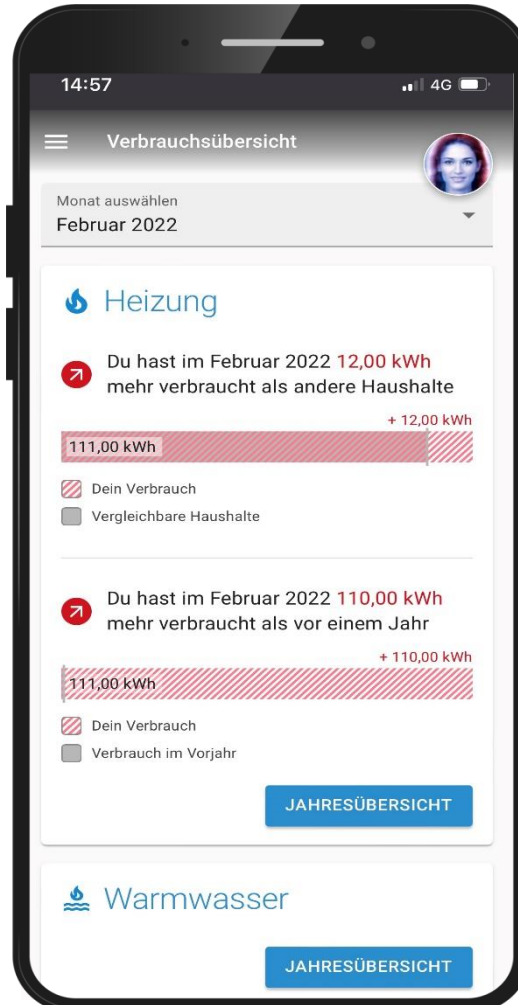 14:57
4G
Verbrauchsübersicht
Monat auswählen
Februar 2022
Heizung
Du hast im Februar 2022 12,00 kWh
mehr verbraucht als andere Haushalte
+ 12,00 kWh
111,00 kWh
Dein Verbrauch
Vergleichbare Haushalte
Du hast im Februar 2022 110,00 kWh
mehr verbraucht als vor einem Jahr
+ 110,00 kWh
111,00 kWh
Dein Verbrauch
Verbrauch im Vorjahr
JAHRESÜBERSICHT
Warmwasser
JAHRESÜBERSICHT